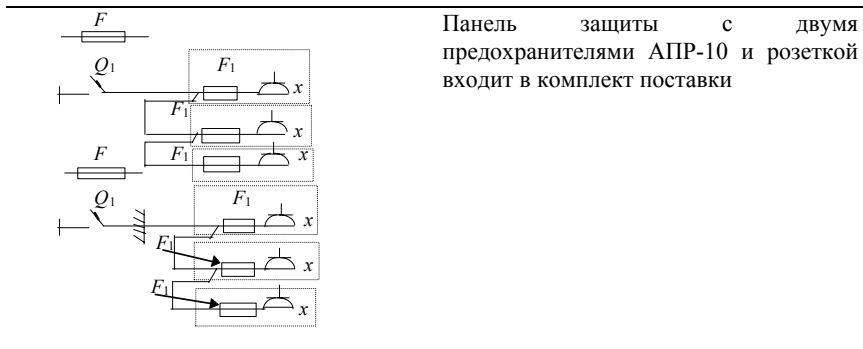 F
Панель защиты с двумя
предохранителями АПР-10 и розеткой
входит в комплект поставки
Q1 F1
x
F1
x
F F1 x
Q1 F1
x
F1
x
F1
x